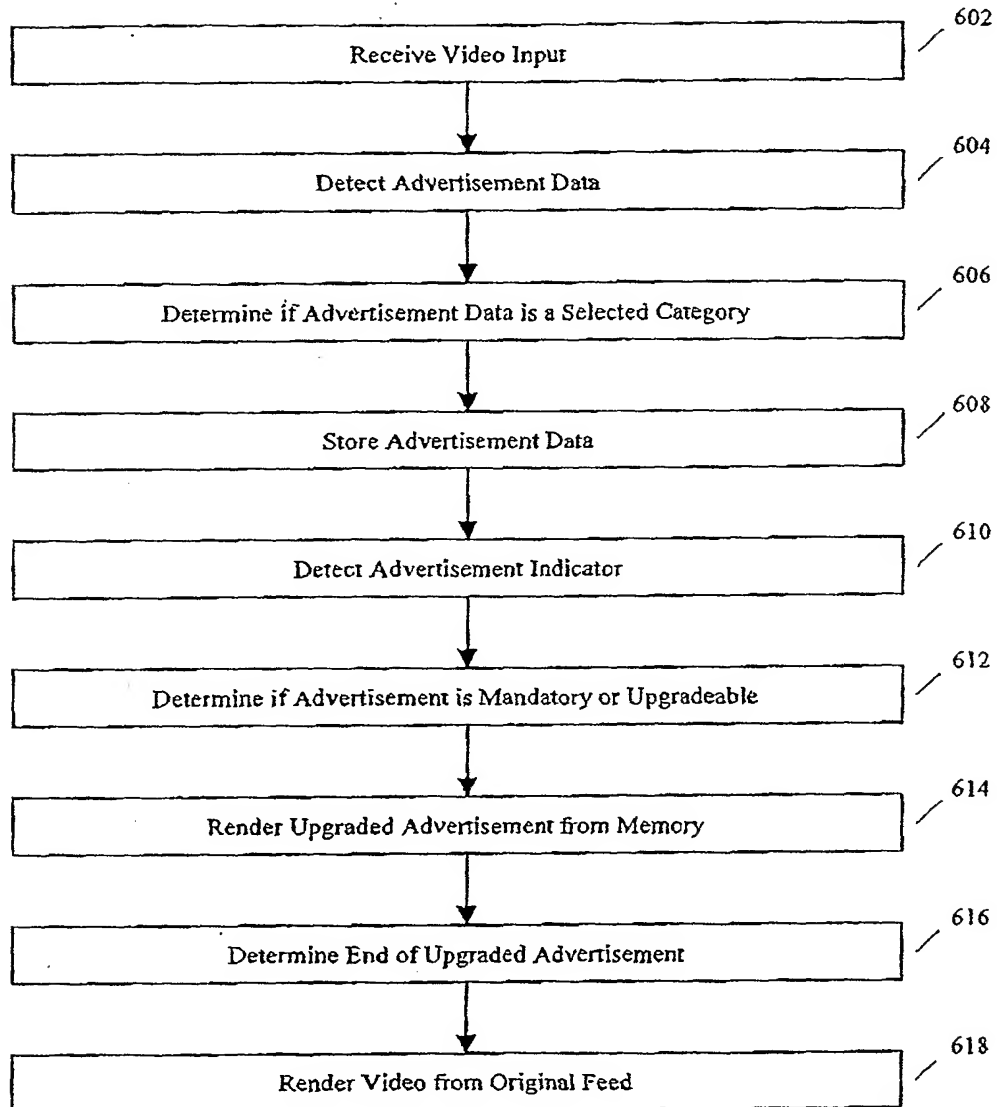 602
Receive Video Input
604
Detect Advertisement Data
606
Determine if Advertisement Data is a Selected Category
608
Store Advertisement Data
610
Detect Advertisement Indicator
612
Determine if Advertisement is Mandatory or Upgradeable
614
Render Upgraded Advertisement from Memory
616
Determine End of Upgraded Advertisement
618
Render Video from Original Feed